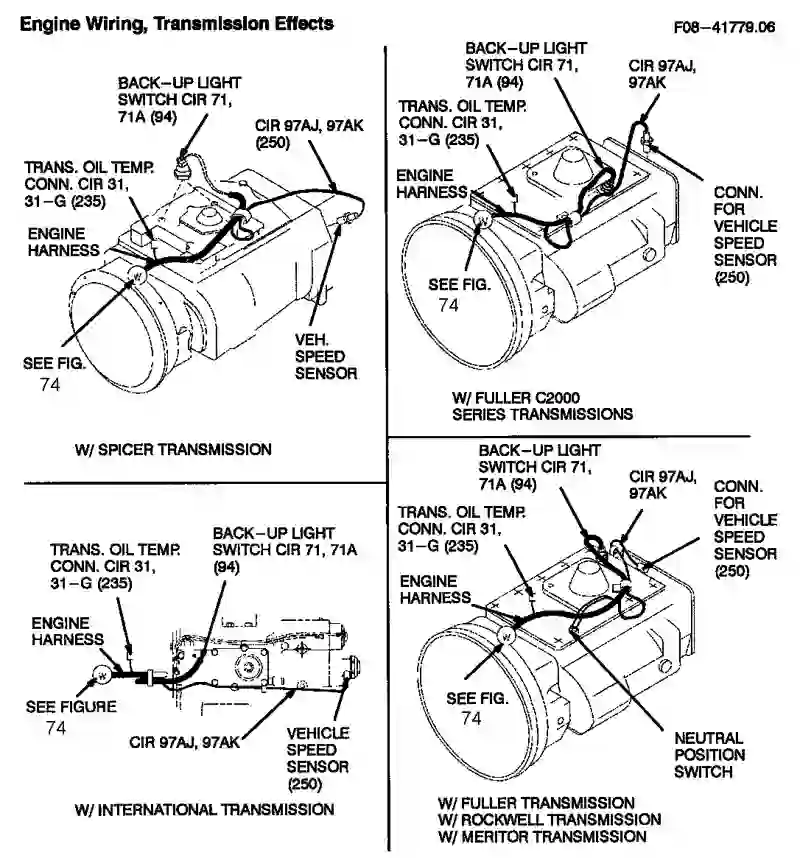 Engine Wiring, Transmission Effects
F08-41779.06
BACK-UP LIGHT
SWITCH CIR 71,
71A (94)
CIR 97AJ, 97AK
(250)
TRANS. OIL TEMP.
CONN. CIR 31,
31-G (235)
ENGINE
HARNESS
W
SEE FIG.
74
VEH.
SPEED
SENSOR
W/ SPICER TRANSMISSION
BACK-UP LIGHT
SWITCH CIR 71,
71A (94)
CIR 97AJ,
97AK
TRANS. OIL TEMP.
CONN. CIR 31,
31-G (235)
ENGINE
HARNESS
W
SEE FIG.
74
CONN.
FOR
VEHICLE
SPEED
SENSOR
(250)
W/ FULLER C2000
SERIES TRANSMISSIONS
BACK-UP LIGHT
SWITCH CIR 71, 71A
(94)
TRANS. OIL TEMP.
CONN. CIR 31,
31-G (235)
ENGINE
HARNESS
W
SEE FIGURE
74
CIR 97AJ, 97AK
VEHICLE
SPEED
SENSOR
(250)
W/ INTERNATIONAL TRANSMISSION
BACK-UP LIGHT
SWITCH CIR 71,
71A (94)
CIR 97AJ,
97AK
CONN.
FOR
VEHICLE
SPEED
SENSOR
(250)
TRANS. OIL TEMP.
CONN. CIR 31,
31-G (235)
ENGINE
HARNESS
W
SEE FIG.
74
NEUTRAL
POSITION
SWITCH
W/ FULLER TRANSMISSION
W/ ROCKWELL TRANSMISSION
W/ MERITOR TRANSMISSION